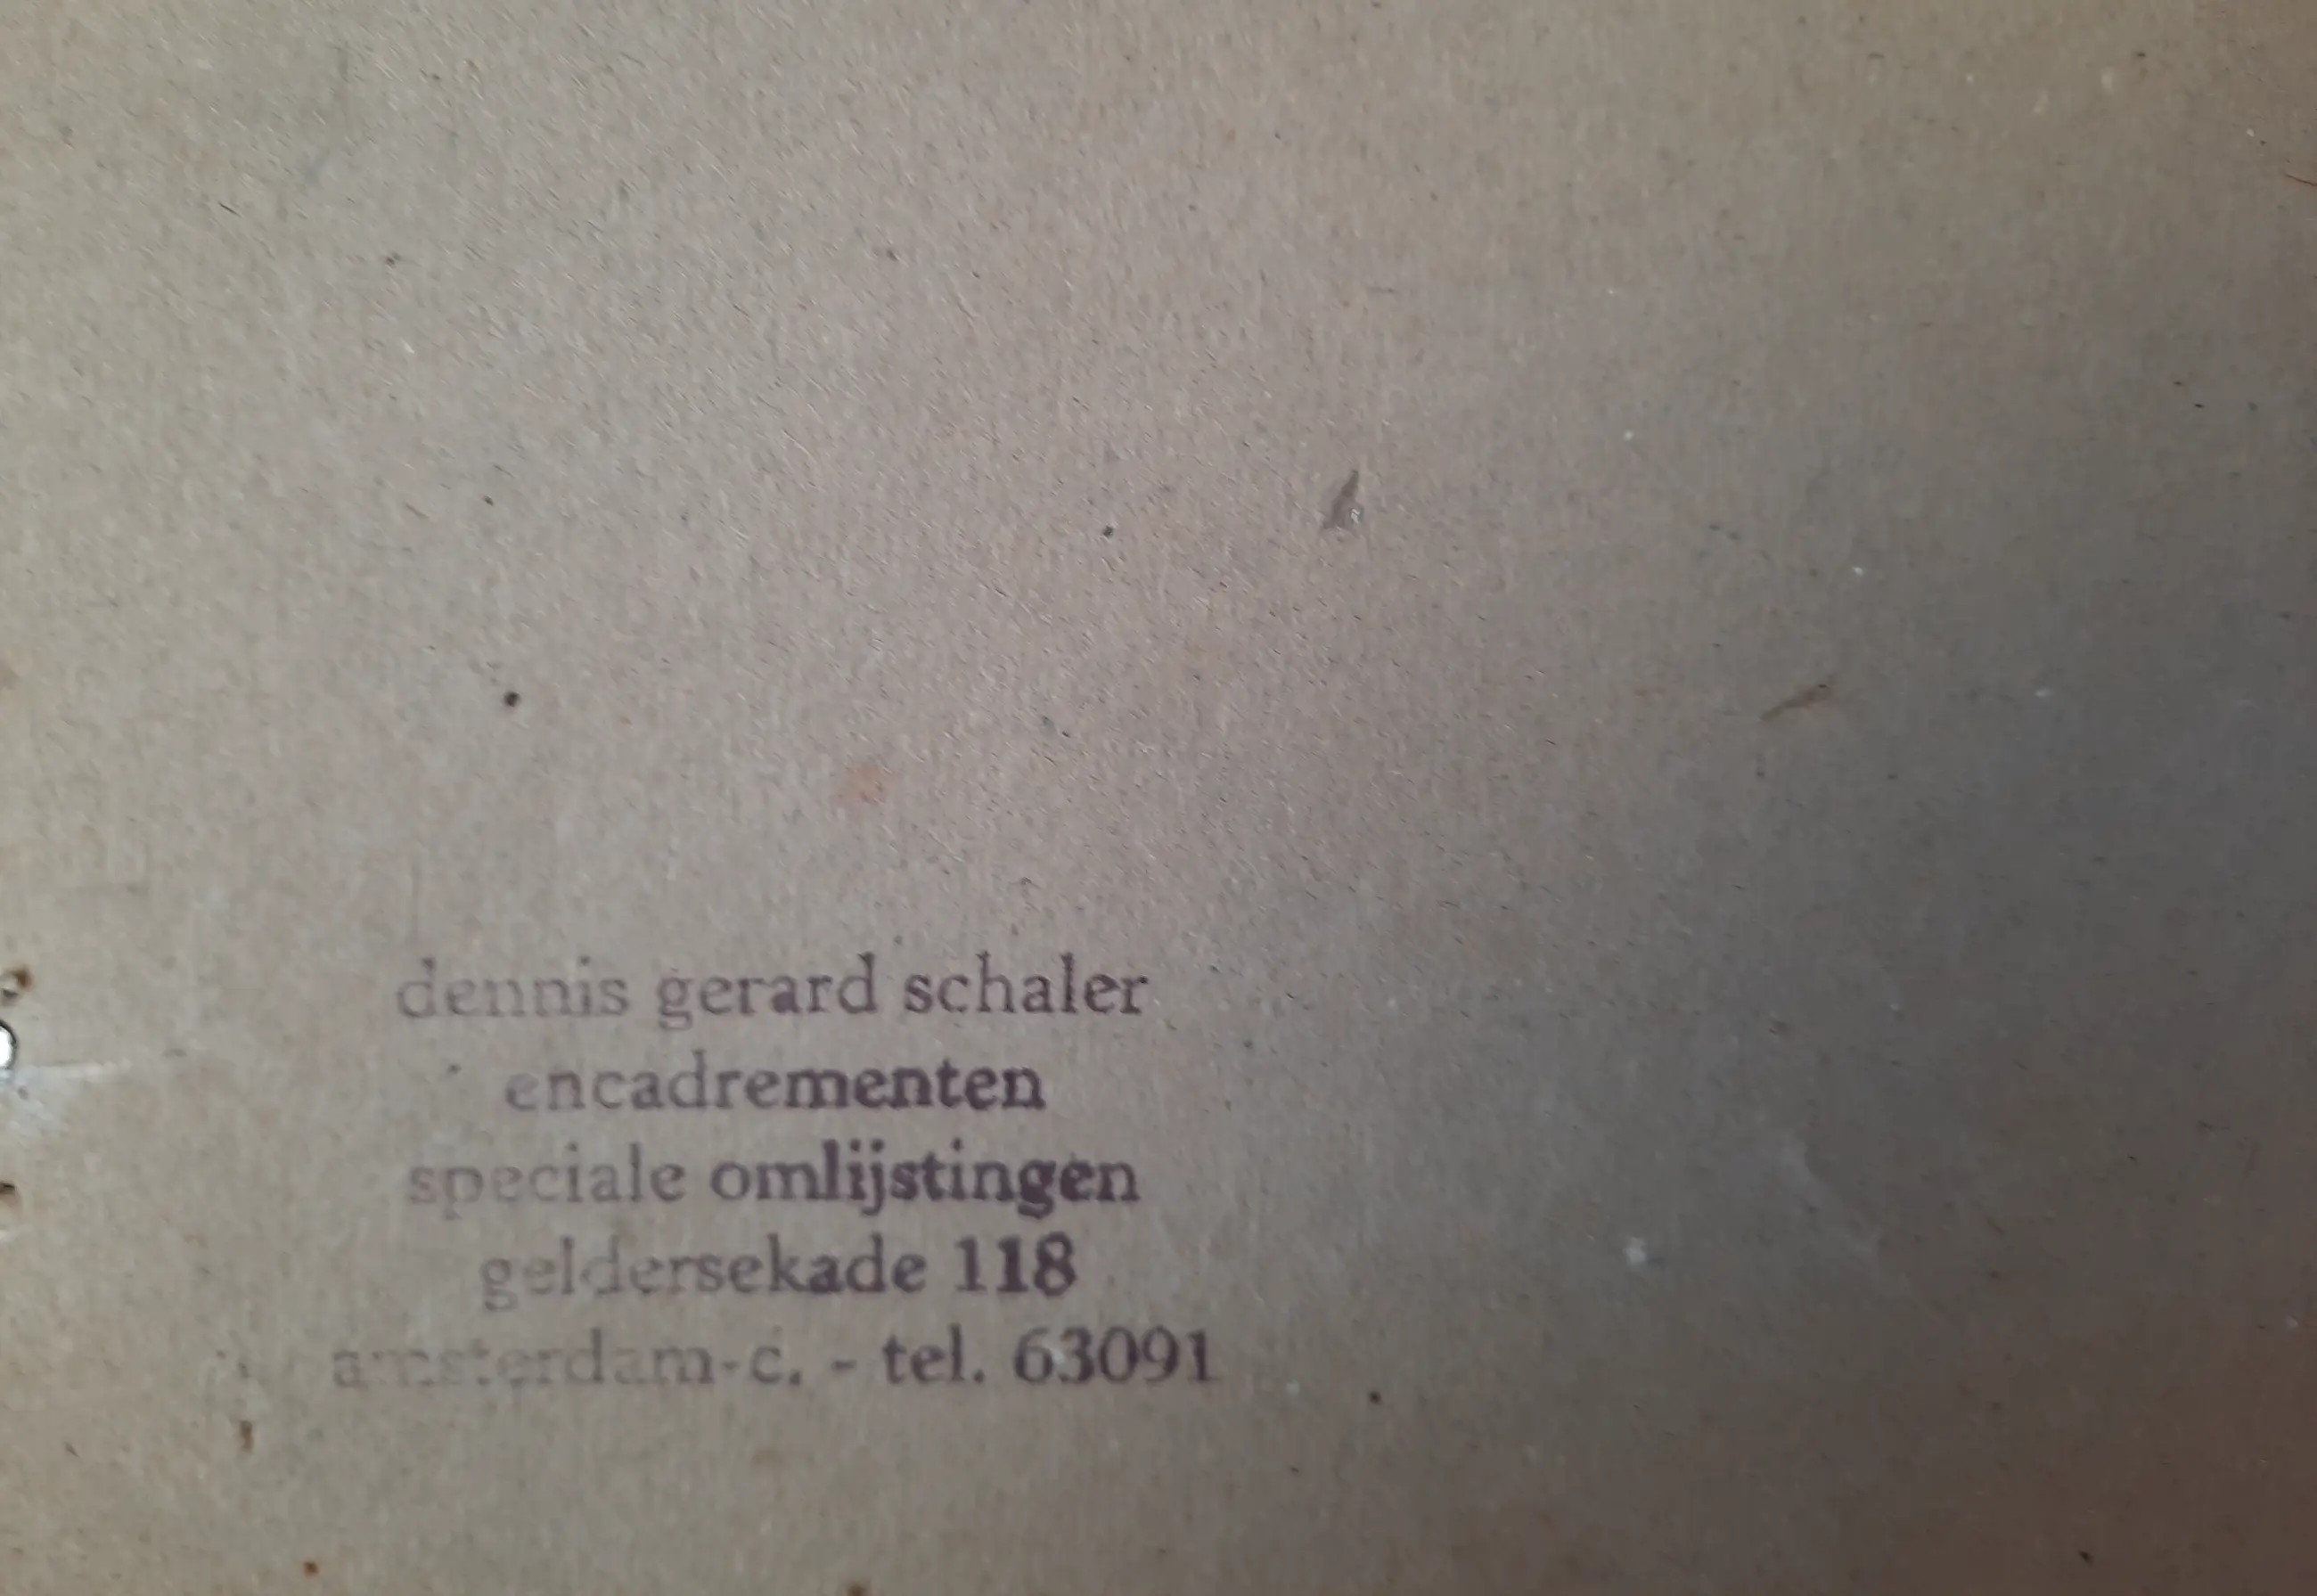 dennis gerard schaler
encadrementen
speciale omlijstingen
geldersekade 118
amsterdam-c. - tel. 63091